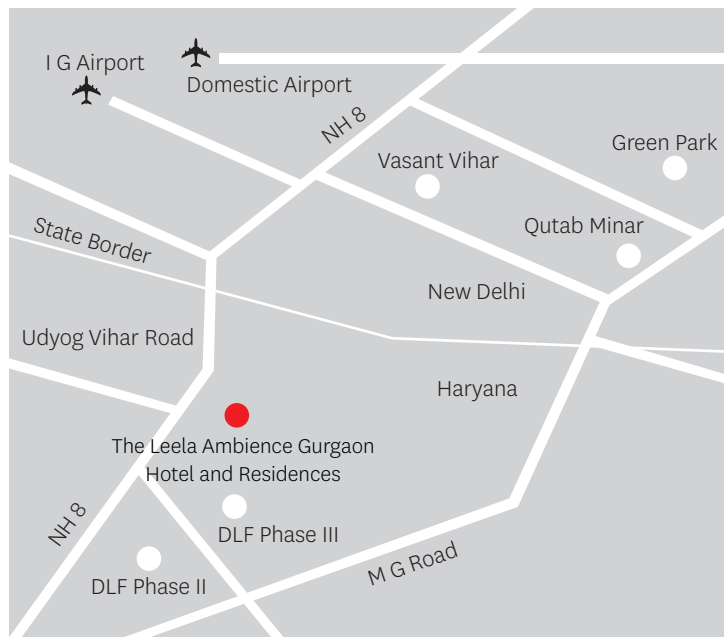 I G Airport
Domestic Airport
NH 8
Green Park
Vasant Vihar
Qutab Minar
State Border
New Delhi
Udyog Vihar Road
Haryana
The Leela Ambience Gurgaon
Hotel and Residences
NH 8
DLF Phase III
M G Road
DLF Phase II